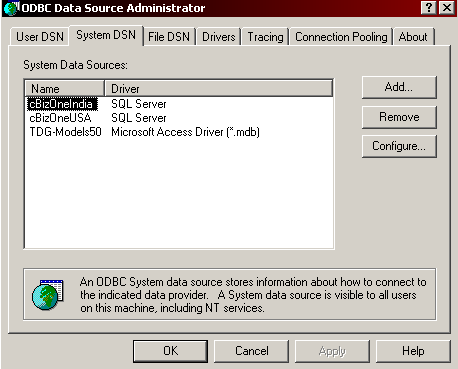 ODBC Data Source Administrator
User DSN System DSN File DSN Drivers Tracing Connection Pooling About
System Data Sources:
Name Driver
cBizOneIndia SQL Server
cBizOneUSA SQL Server
TDG-Models50 Microsoft Access Driver (*.mdb)
Add...
Remove
Configure...
An ODBC System data source stores information about how to connect to
the indicated data provider. A System data source is visible to all users
on this machine, including NT services.
OK Cancel Apply Help